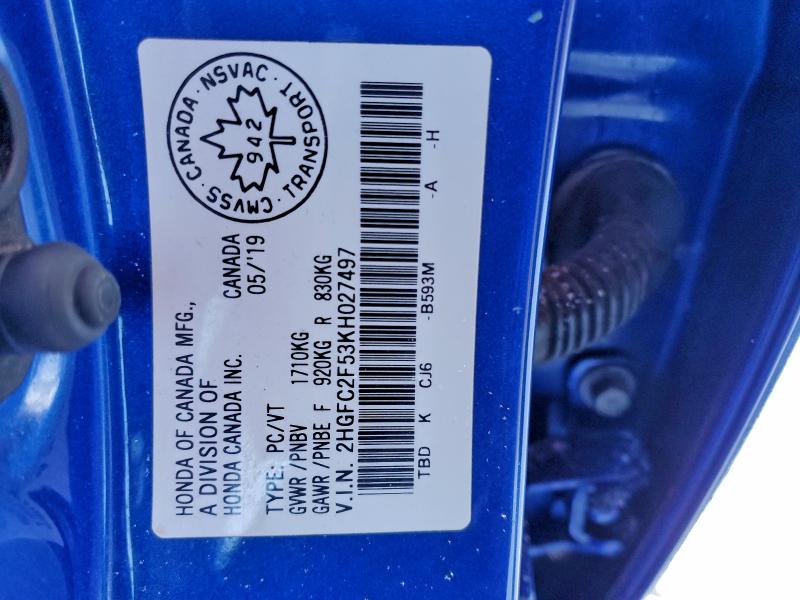 HONDA OF CANADA MFG.,
A DIVISION OF
HONDA CANADA INC.
CANADA
05/'19
TYPE: PC/VT
GVWR /PNBV 1710KG
GAWR /PNBE F 920KG R 830KG
V.I.N. 2HGFC2F53KH027497
TBD K CJ6 -B593M -A -H
CANADA · NSVAC · TRANSPORT · CMVSS ·
942